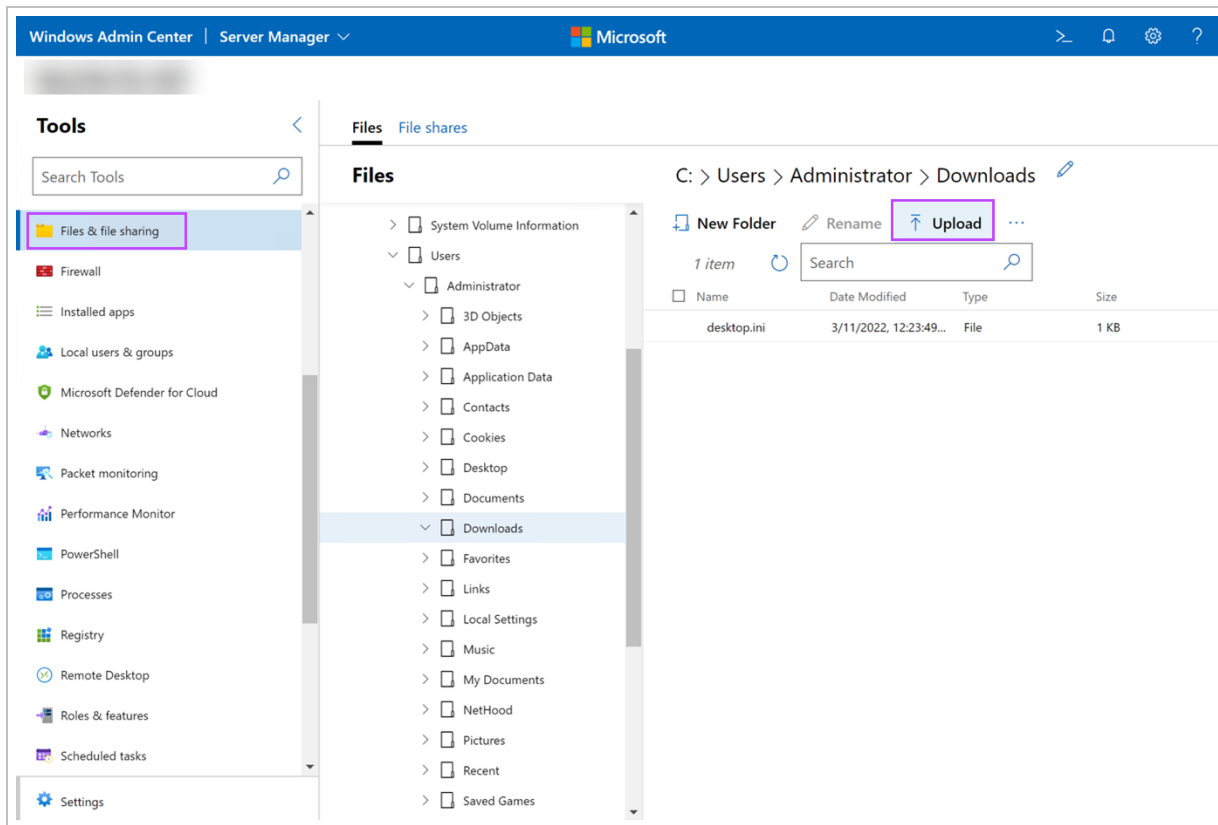 Windows Admin Center | Server Manager
Microsoft
Tools
Search Tools
Files & file sharing
Firewall
Installed apps
Local users & groups
Microsoft Defender for Cloud
Networks
Packet monitoring
Performance Monitor
PowerShell
Processes
Registry
Remote Desktop
Roles & features
Scheduled tasks
Settings
Files File shares
Files
System Volume Information
Users
Administrator
3D Objects
AppData
Application Data
Contacts
Cookies
Desktop
Documents
Downloads
Favorites
Links
Local Settings
Music
My Documents
NetHood
Pictures
Recent
Saved Games
C: > Users > Administrator > Downloads
New Folder Rename Upload ...
1 item Search
Name Date Modified Type Size
desktop.ini 3/11/2022, 12:23:49... File 1 KB